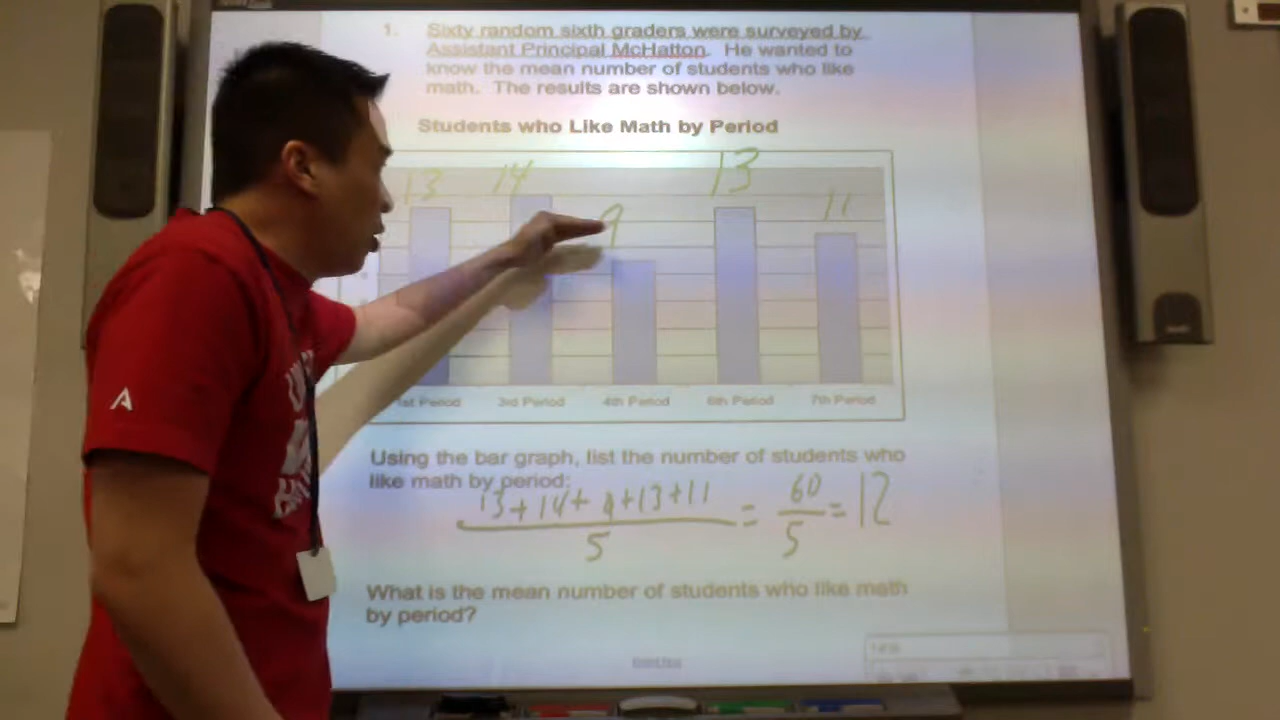 1. Sixty random sixth graders were surveyed by
Assistant Principal McHatton. He wanted to
know the mean number of students who like
math. The results are shown below.
Students who Like Math by Period
13 14 9 13 11
1st Period 3rd Period 4th Period 6th Period 7th Period
Using the bar graph, list the number of students who
like math by period:
13+14+9+13+11 = 60 = 12
5 5
What is the mean number of students who like math
by period?